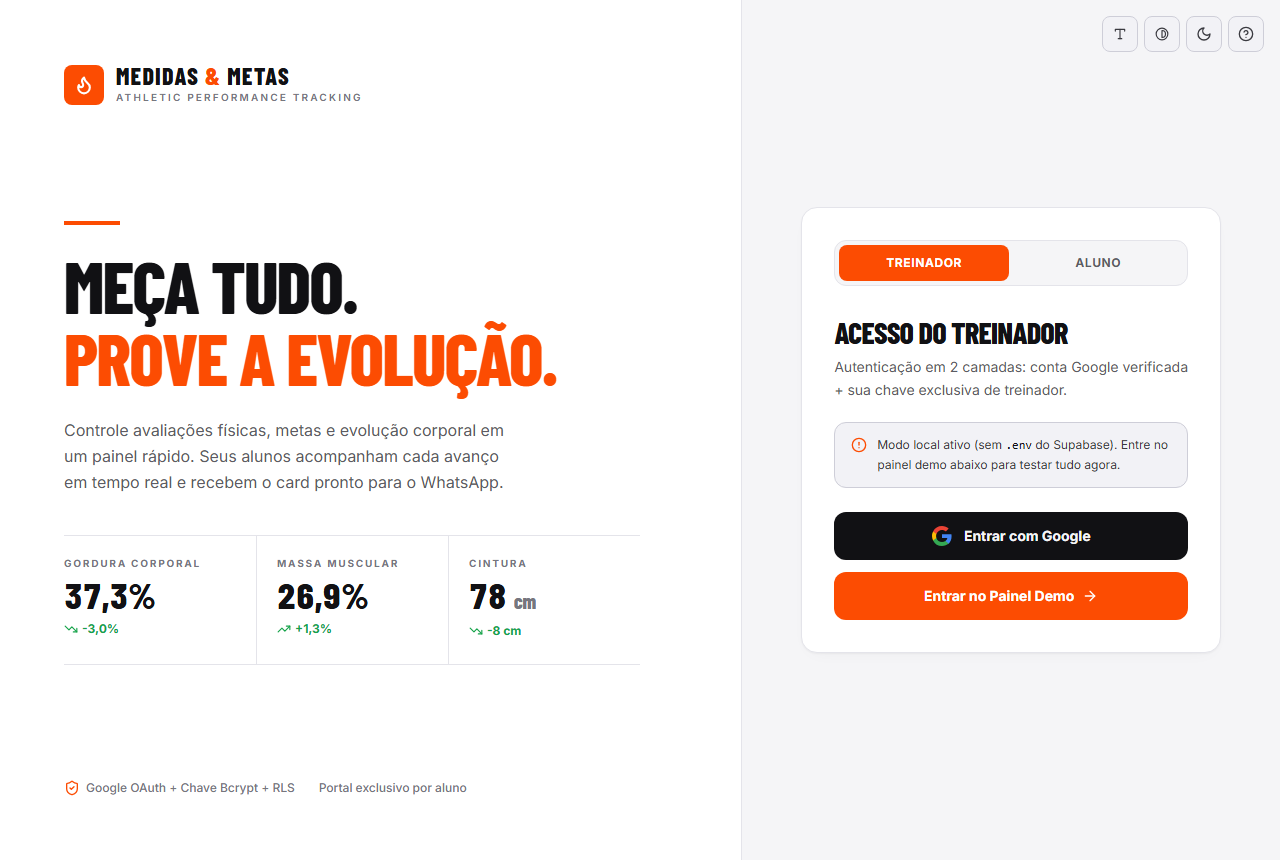 MEDIDAS & METAS
ATHLETIC PERFORMANCE TRACKING
MEÇA TUDO.
PROVE A EVOLUÇÃO.
Controle avaliações físicas, metas e evolução corporal em
um painel rápido. Seus alunos acompanham cada avanço
em tempo real e recebem o card pronto para o WhatsApp.
GORDURA CORPORAL
37,3%
-3,0%
MASSA MUSCULAR
26,9%
+1,3%
CINTURA
78 cm
-8 cm
Google OAuth + Chave Bcrypt + RLS
Portal exclusivo por aluno
TREINADOR
ALUNO
ACESSO DO TREINADOR
Autenticação em 2 camadas: conta Google verificada
+ sua chave exclusiva de treinador.
Modo local ativo (sem .env do Supabase). Entre no
painel demo abaixo para testar tudo agora.
Entrar com Google
Entrar no Painel Demo